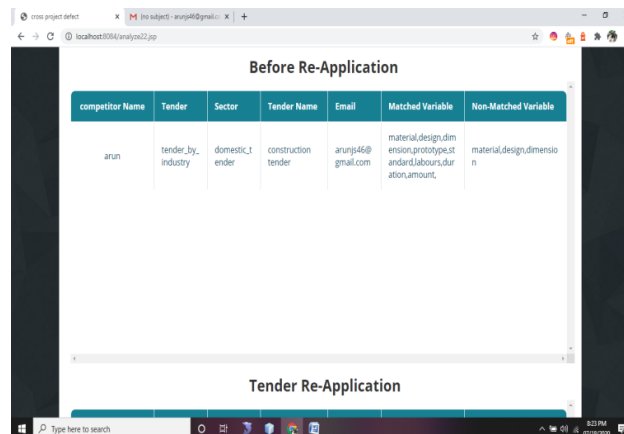 cross project defect
(no subject) - arunjs46@gmail.c
localhost:8084/analyze22.jsp
Before Re-Application
competitor Name Tender Sector Tender Name Email Matched Variable Non-Matched Variable
arun
tender_by_
industry
domestic_t
ender
construction
tender
arunjs46@
gmail.com
material,design,dim
ension,prototype,st
andard,labours,dur
ation,amount,
material,design,dimensio
n
Tender Re-Application
Type here to search
8:23 PM